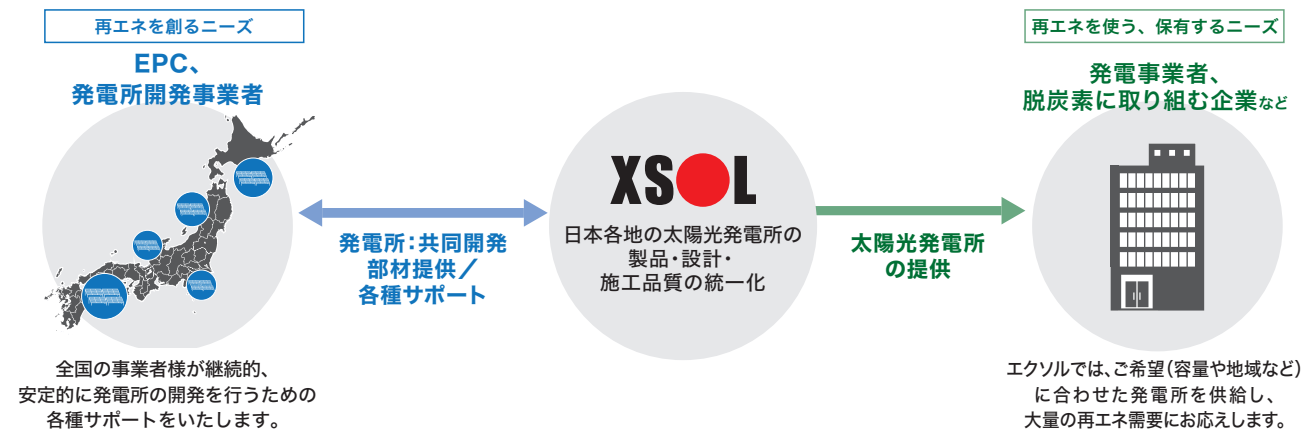 再エネを創るニーズ
EPC、
発電所開発事業者
全国の事業者様が継続的、
安定的に発電所の開発を行うための
各種サポートをいたします。
発電所：共同開発
部材提供／
各種サポート
XSOL
日本各地の太陽光発電所の
製品・設計・
施工品質の統一化
太陽光発電所
の提供
再エネを使う、保有するニーズ
発電事業者、
脱炭素に取り組む企業など
エクソルでは、ご希望（容量や地域など）
に合わせた発電所を供給し、
大量の再エネ需要にお応えします。